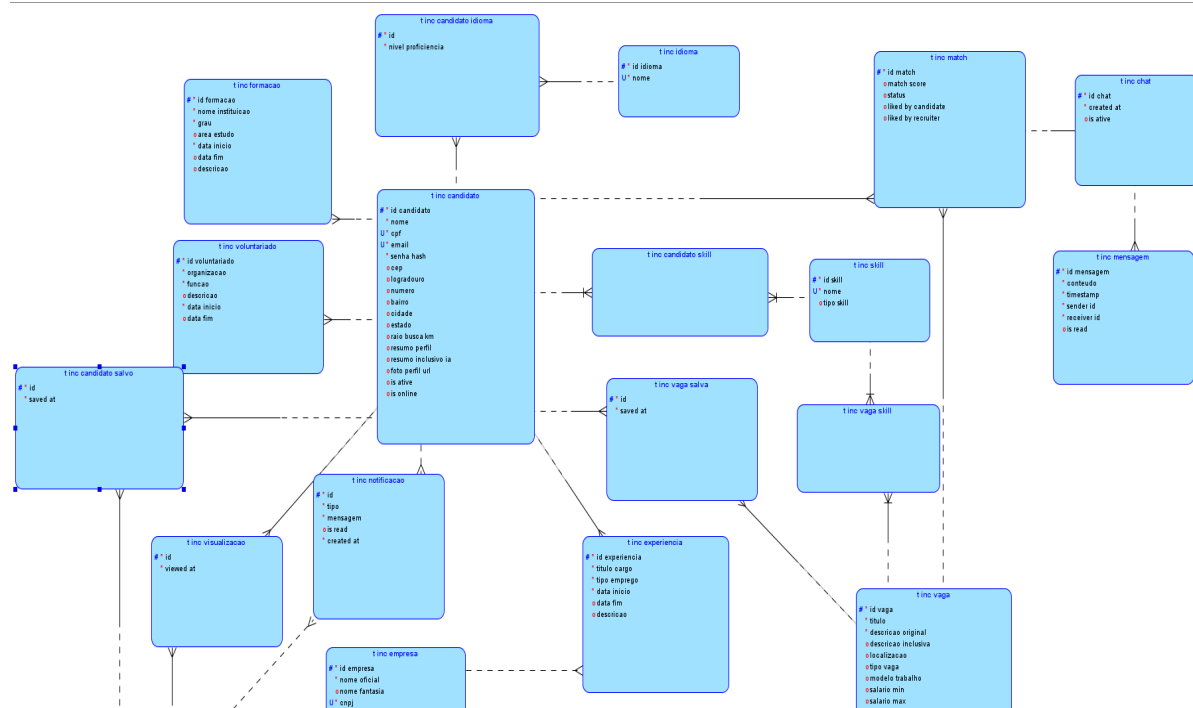 t inc candidato idioma
# * id
* nivel proficiencia
t inc idioma
# * id idioma
U * nome
t inc match
# * id match
o match score
o status
o liked by candidate
o liked by recruiter
t inc chat
# * id chat
* created at
o is ative
t inc formacao
# * id formacao
* nome instituicao
* grau
o area estudo
* data inicio
o data fim
o descricao
t inc candidato
# * id candidato
* nome
U * cpf
U * email
* senha hash
o cep
o logradouro
o numero
o bairro
o cidade
o estado
o raio busca km
o resumo perfil
o resumo inclusivo ia
o foto perfil url
o is ative
o is online
t inc voluntariado
# * id voluntariado
* organizacao
* funcao
o descricao
* data inicio
o data fim
t inc candidato skill
t inc skill
# * id skill
U * nome
o tipo skill
t inc mensagem
# * id mensagem
* conteudo
* timestamp
* sender id
* receiver id
o is read
t inc candidato salvo
# * id
* saved at
t inc vaga salva
# * id
* saved at
t inc vaga skill
t inc notificacao
# * id
* tipo
* mensagem
o is read
* created at
t inc visualizacao
# * id
* viewed at
t inc experiencia
# * id experiencia
* titulo cargo
* tipo emprego
* data inicio
o data fim
o descricao
t inc vaga
# * id vaga
* titulo
* descricao original
o descricao inclusiva
o localizacao
o tipo vaga
o modelo trabalho
o salario min
o salario max
t inc empresa
# * id empresa
* nome oficial
o nome fantasia
U * cnpj